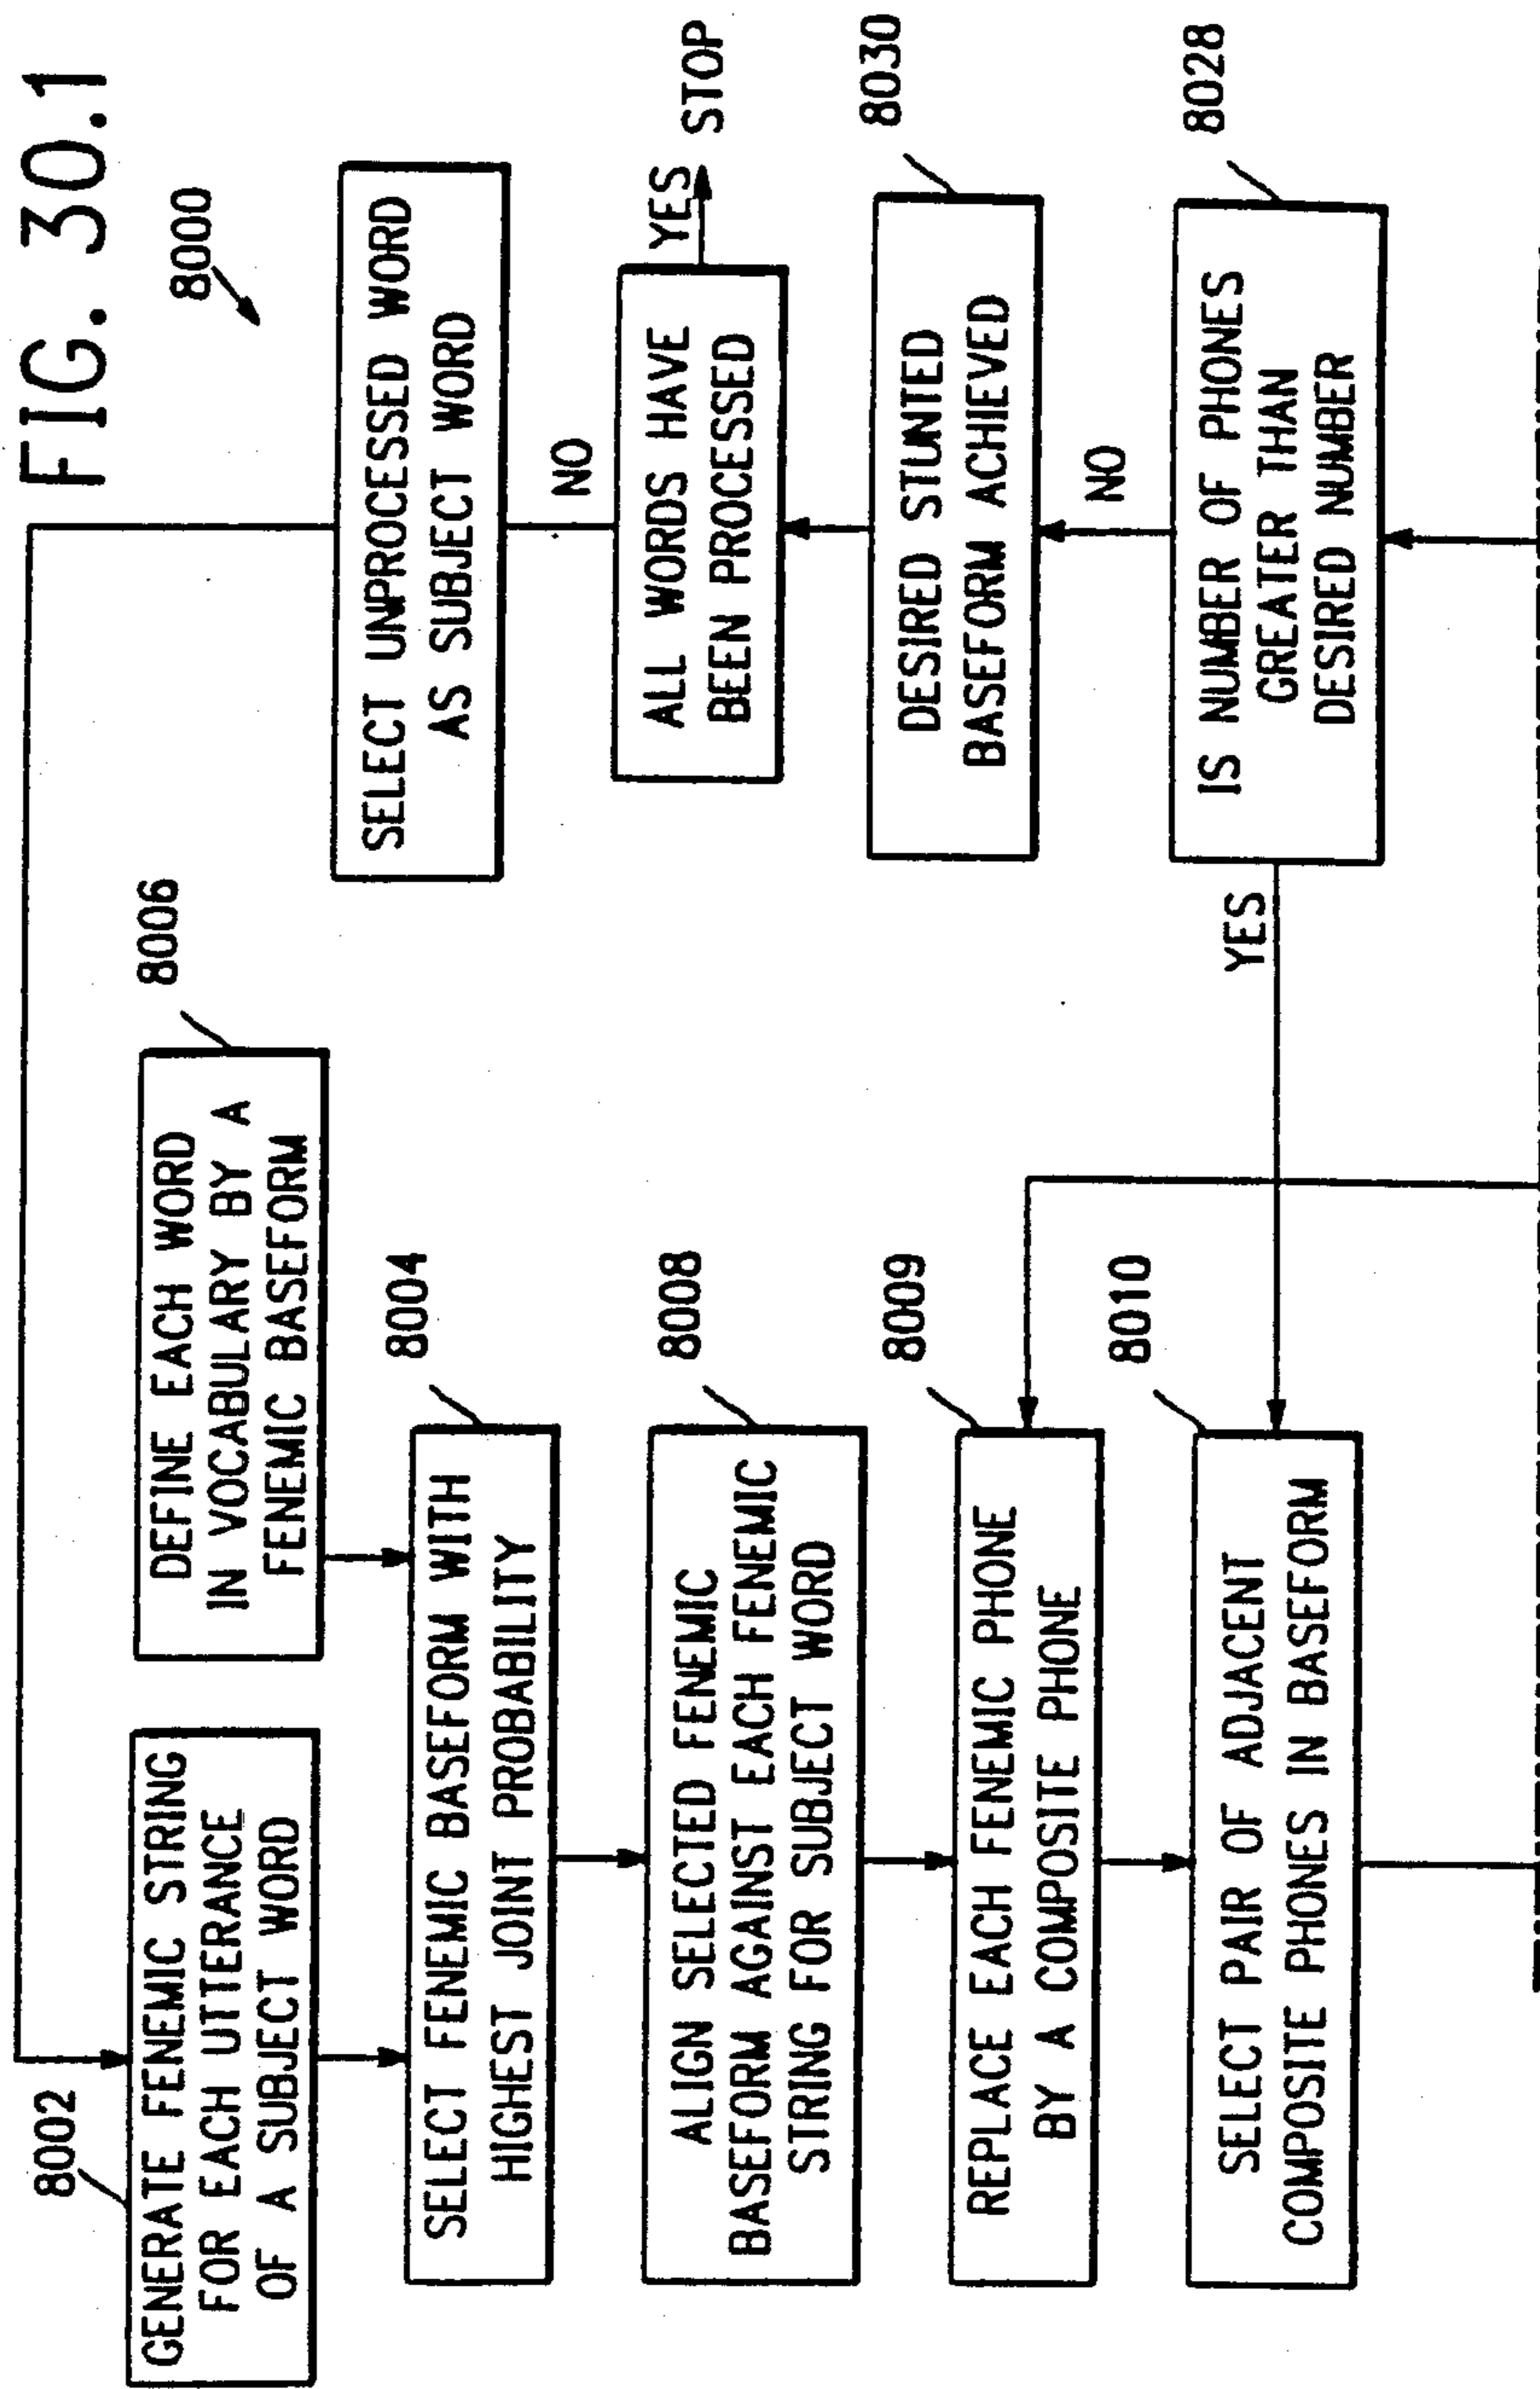 FIG. 30.1
8000
8002
GENERATE FENEMIC STRING
FOR EACH UTTERANCE
OF A SUBJECT WORD
8006
DEFINE EACH WORD
IN VOCABULARY BY A
FENEMIC BASEFORM
8004
SELECT FENEMIC BASEFORM WITH
HIGHEST JOINT PROBABILITY
8008
ALIGN SELECTED FENEMIC
BASEFORM AGAINST EACH FENEMIC
STRING FOR SUBJECT WORD
8009
REPLACE EACH FENEMIC PHONE
BY A COMPOSITE PHONE
8010
SELECT PAIR OF ADJACENT
COMPOSITE PHONES IN BASEFORM
SELECT UNPROCESSED WORD
AS SUBJECT WORD
NO
ALL WORDS HAVE
BEEN PROCESSED
YES
STOP
8030
DESIRED STUNTED
BASEFORM ACHIEVED
NO
8028
IS NUMBER OF PHONES
GREATER THAN
DESIRED NUMBER
YES